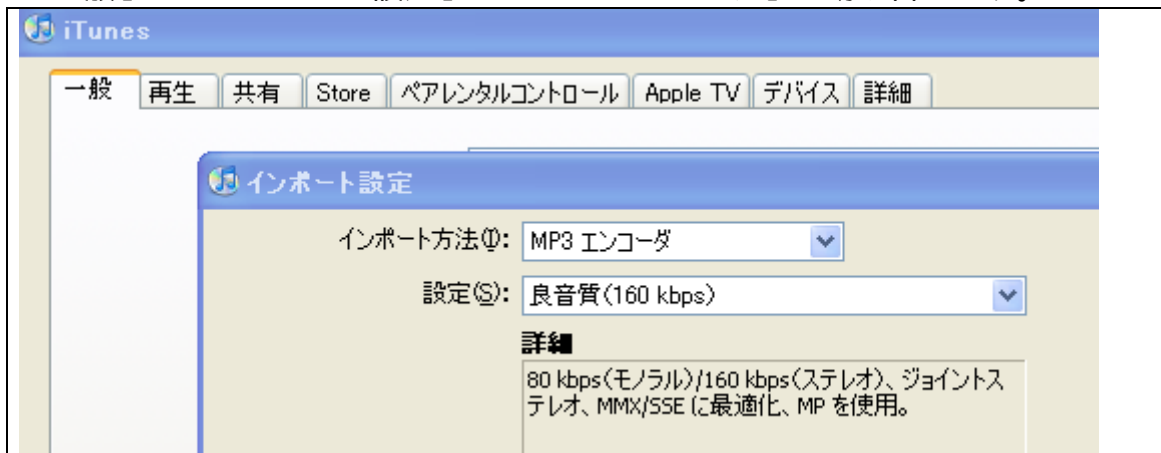 iTunes
一般 再生 共有 Store ペアレンタルコントロール Apple TV デバイス 詳細
インポート設定
インポート方法(I): MP3 エンコーダ
設定(S): 良音質(160 kbps)
詳細
80 kbps(モノラル)/160 kbps(ステレオ)、ジョイントス
テレオ、MMX/SSE に最適化、MP を使用。